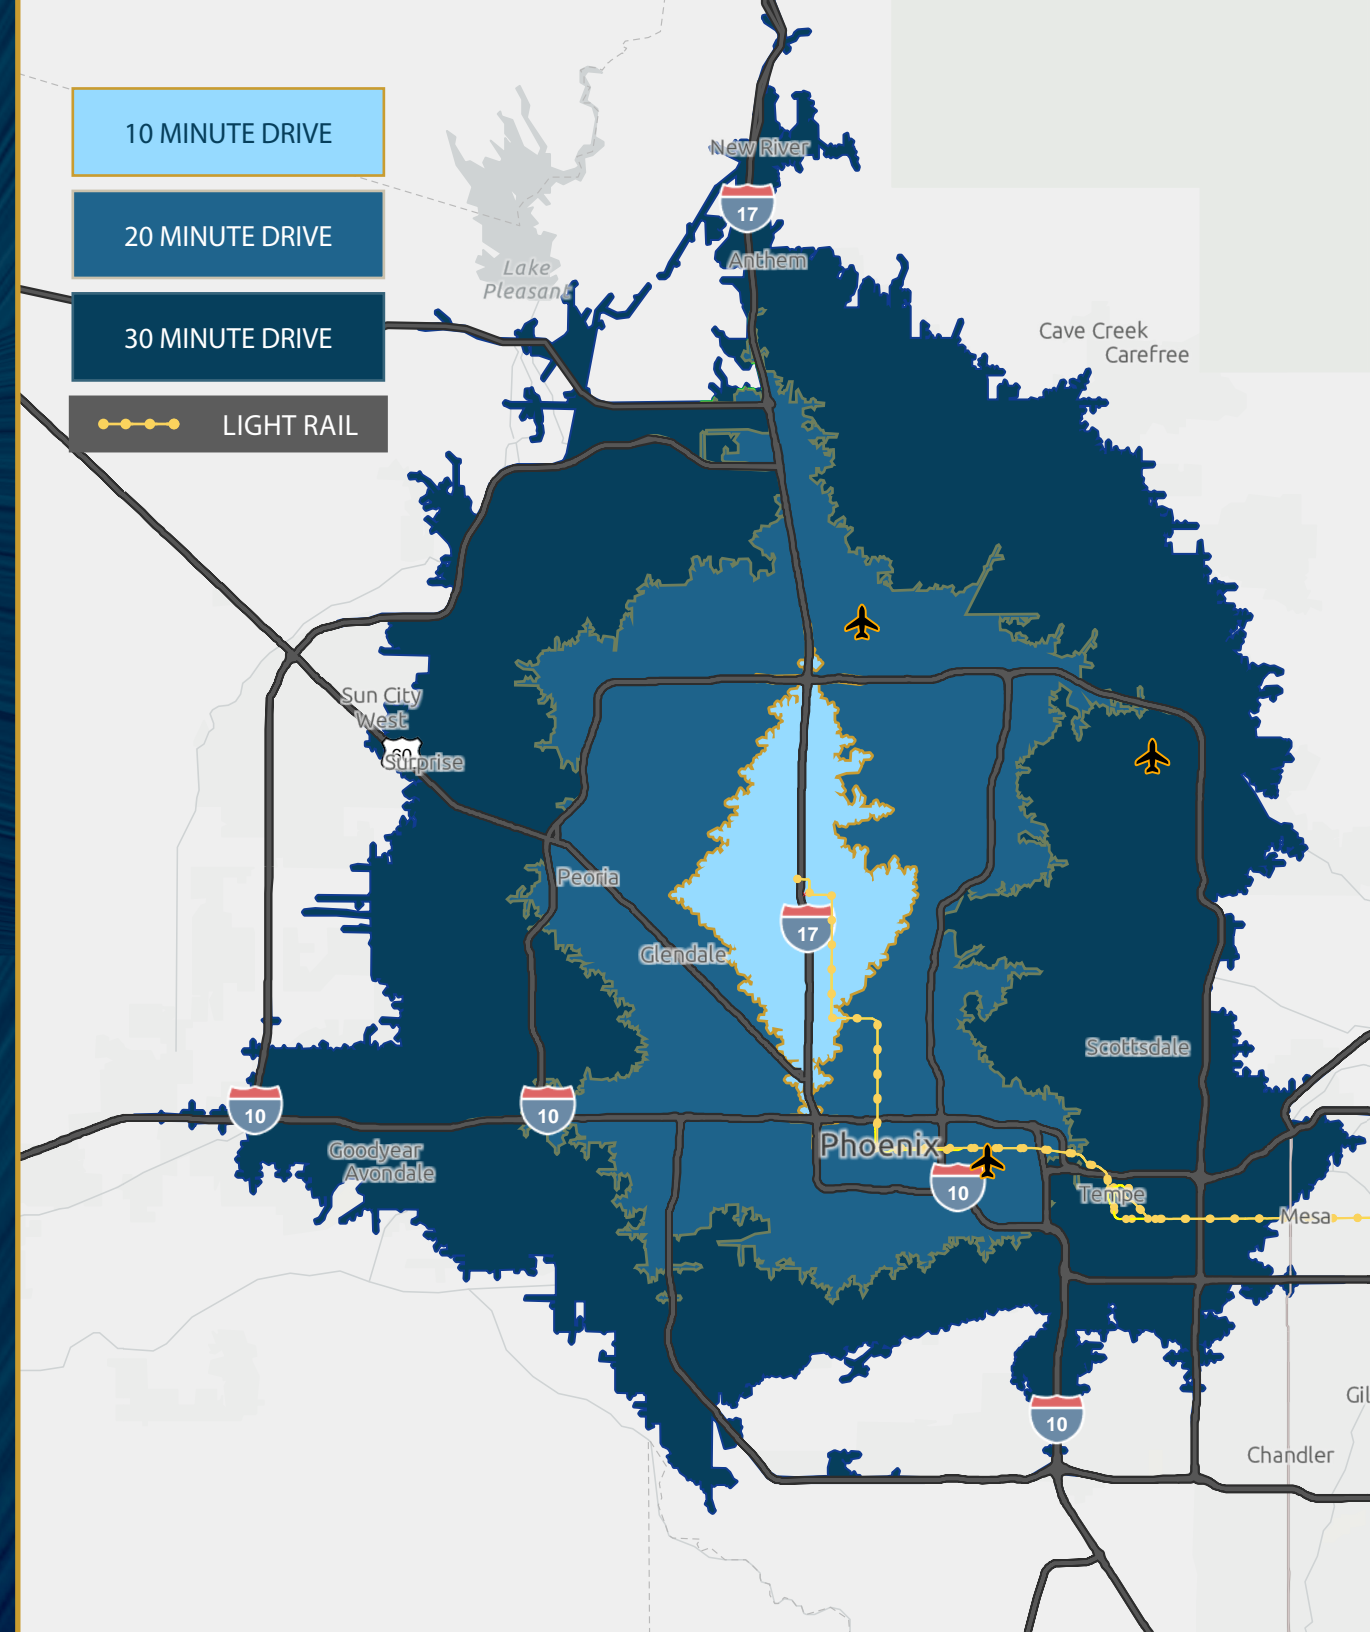 10 MINUTE DRIVE
20 MINUTE DRIVE
30 MINUTE DRIVE
LIGHT RAIL
New River
17
Anthem
Lake
Pleasant
Cave Creek
Carefree
Sun City
West
60
Surprise
Peoria
17
Glendale
Scottsdale
10
10
Phoenix
Goodyear
Avondale
10
Tempe
Mesa
10
Gil
Chandler